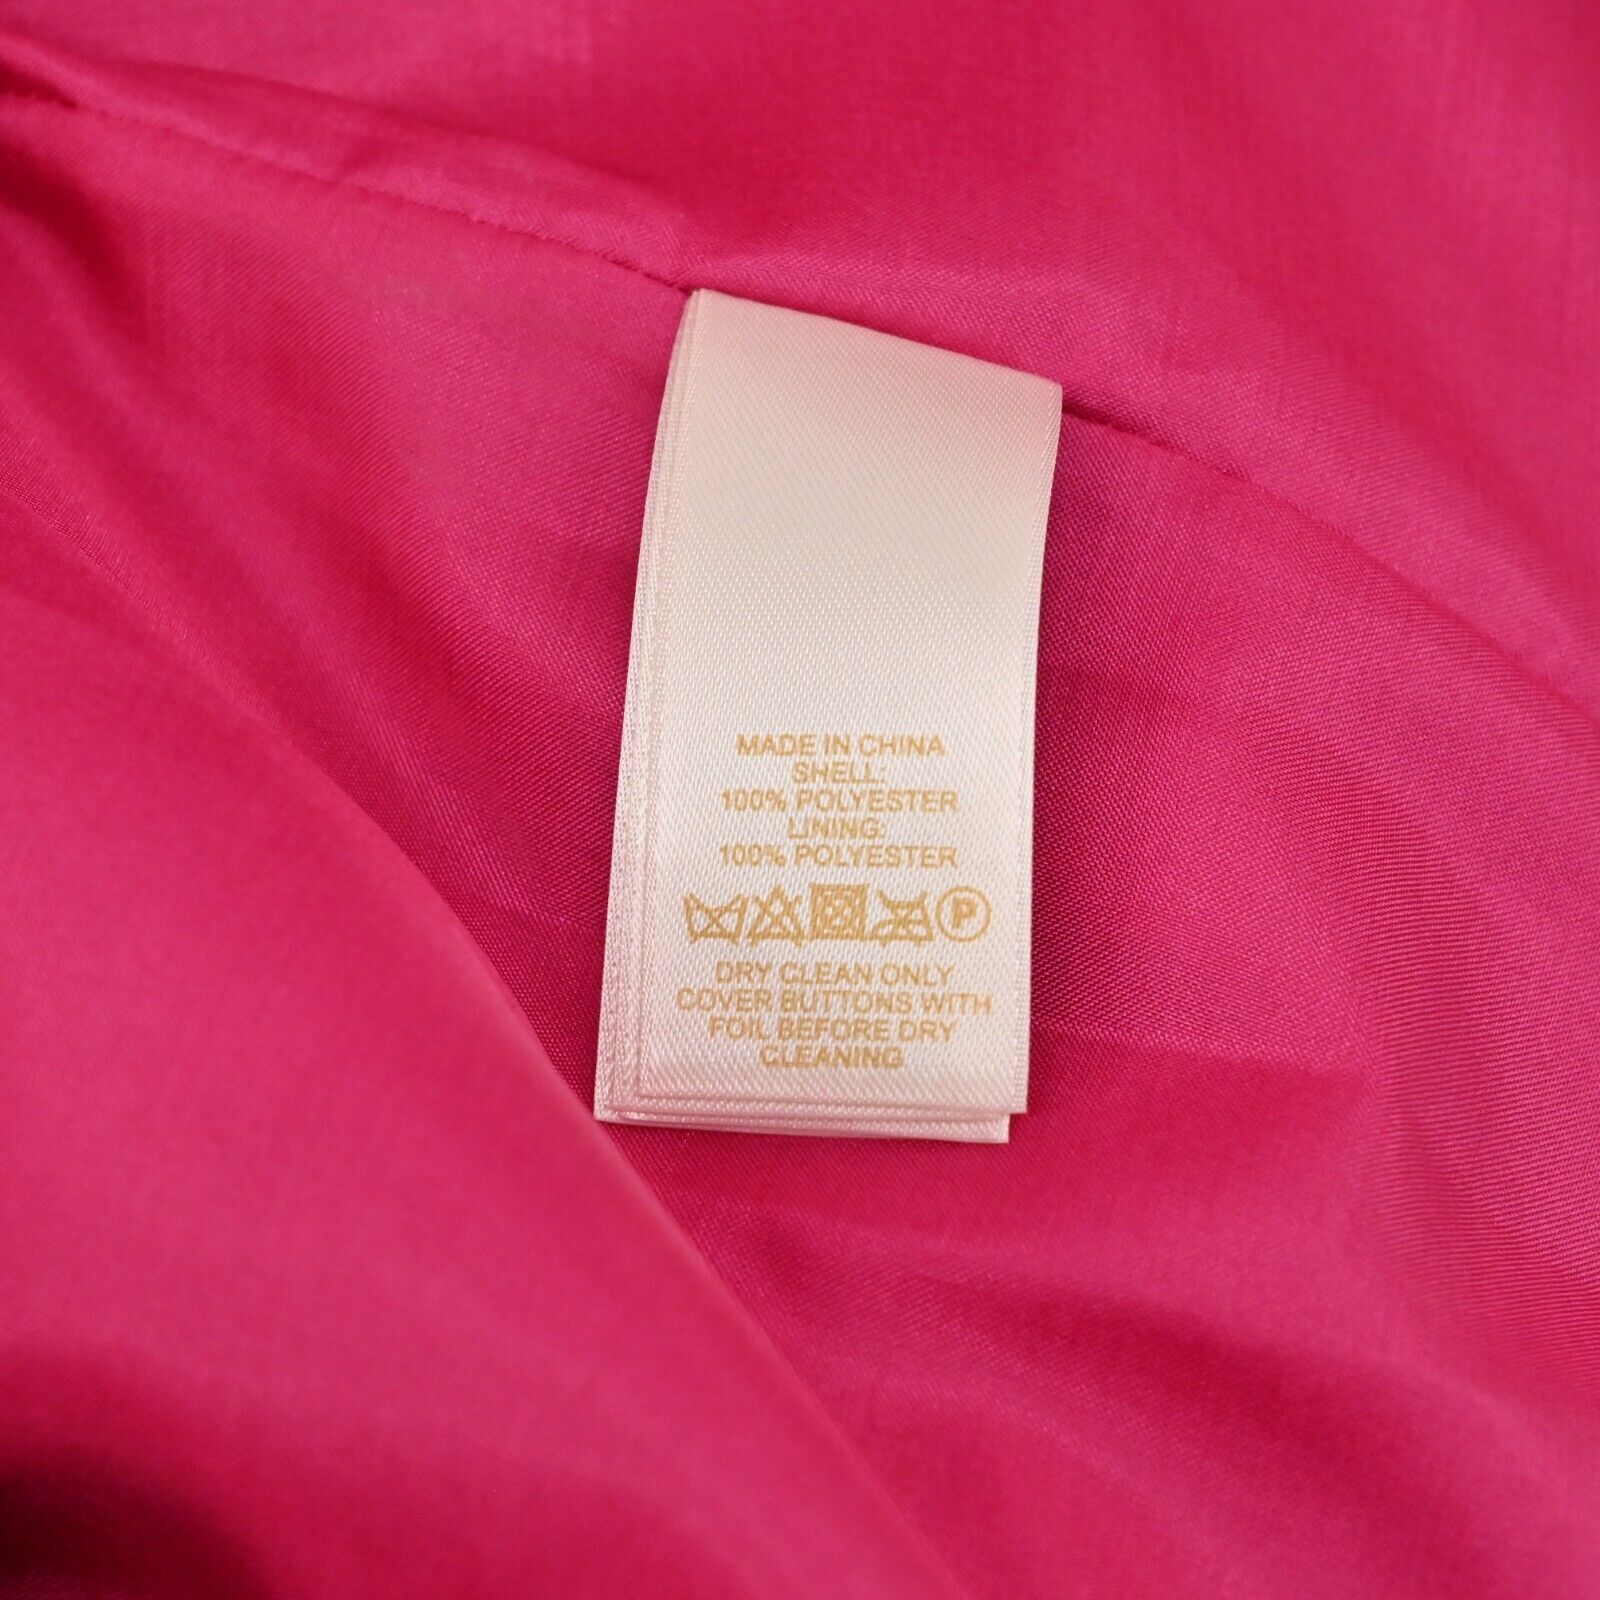 MADE IN CHINA
SHELL:
100% POLYESTER
LINING:
100% POLYESTER
P
DRY CLEAN ONLY
COVER BUTTONS WITH
FOIL BEFORE DRY
CLEANING